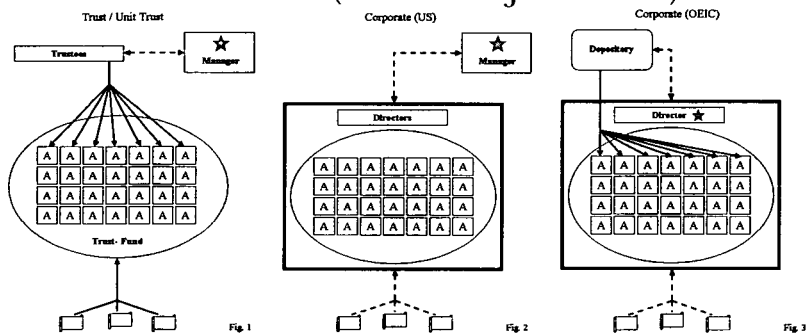 Trust / Unit Trust
Trustees
Manager
A A A A A A A
A A A A A A A
A A A A A A A
A A A A A A A
Trust- Fund
Fig. 1
Corporate (US)
Manager
Directors
A A A A A A A
A A A A A A A
A A A A A A A
A A A A A A A
Fig. 2
Corporate (OEIC)
Depository
Director
A A A A A A A
A A A A A A A
A A A A A A A
A A A A A A A
Fig. 3